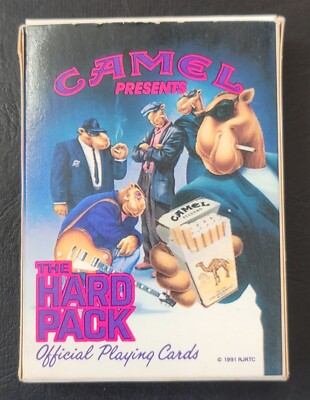 CAMEL
PRESENTS
CAMEL
THE
HARD
PACK
Official Playing Cards
© 1991 RJRTC